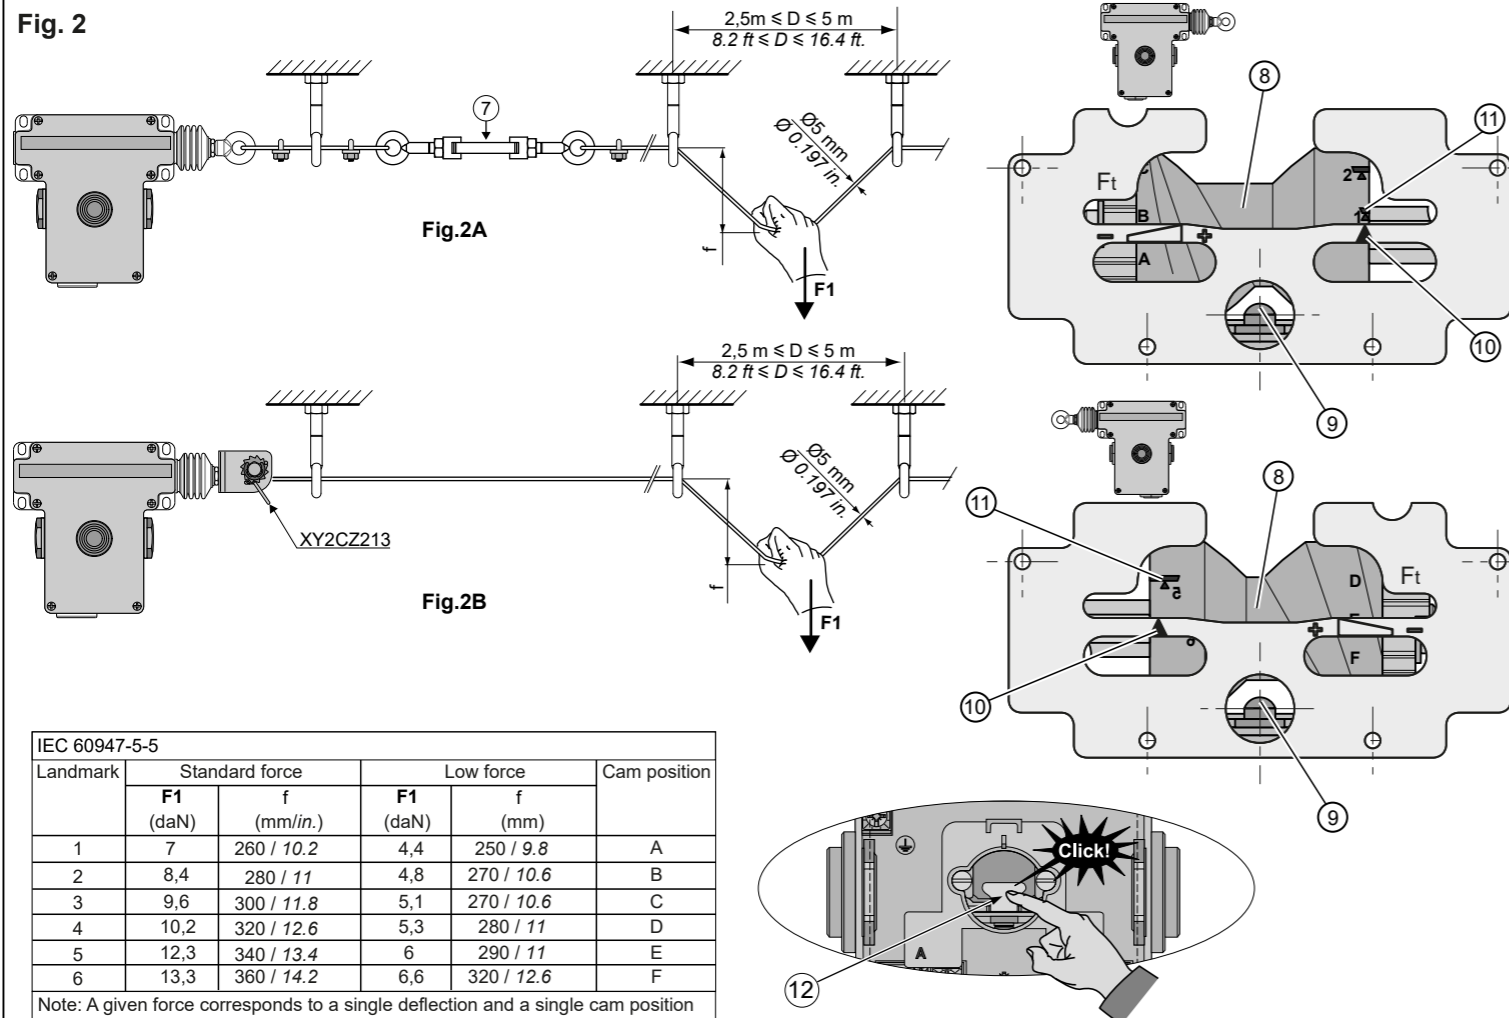 Fig. 2
2,5m ⩽ D ⩽ 5 m
8.2 ft ⩽ D ⩽ 16.4 ft.
7
Ø5 mm
Ø 0.197 in.
f
F1
Fig.2A
8
11
Ft
C
2
B
1
A
10
9
2,5 m ⩽ D ⩽ 5 m
8.2 ft ⩽ D ⩽ 16.4 ft.
Ø5 mm
Ø 0.197 in.
XY2CZ213
f
F1
Fig.2B
8
11
5
D
Ft
F
6
10
9
IEC 60947-5-5
Landmark Standard force Low force Cam position
F1 f F1 f
(daN) (mm/in.) (daN) (mm)
1 7 260 / 10.2 4,4 250 / 9.8 A
2 8,4 280 / 11 4,8 270 / 10.6 B
3 9,6 300 / 11.8 5,1 270 / 10.6 C
4 10,2 320 / 12.6 5,3 280 / 11 D
5 12,3 340 / 13.4 6 290 / 11 E
6 13,3 360 / 14.2 6,6 320 / 12.6 F
Note: A given force corresponds to a single deflection and a single cam position
Click!
A
12